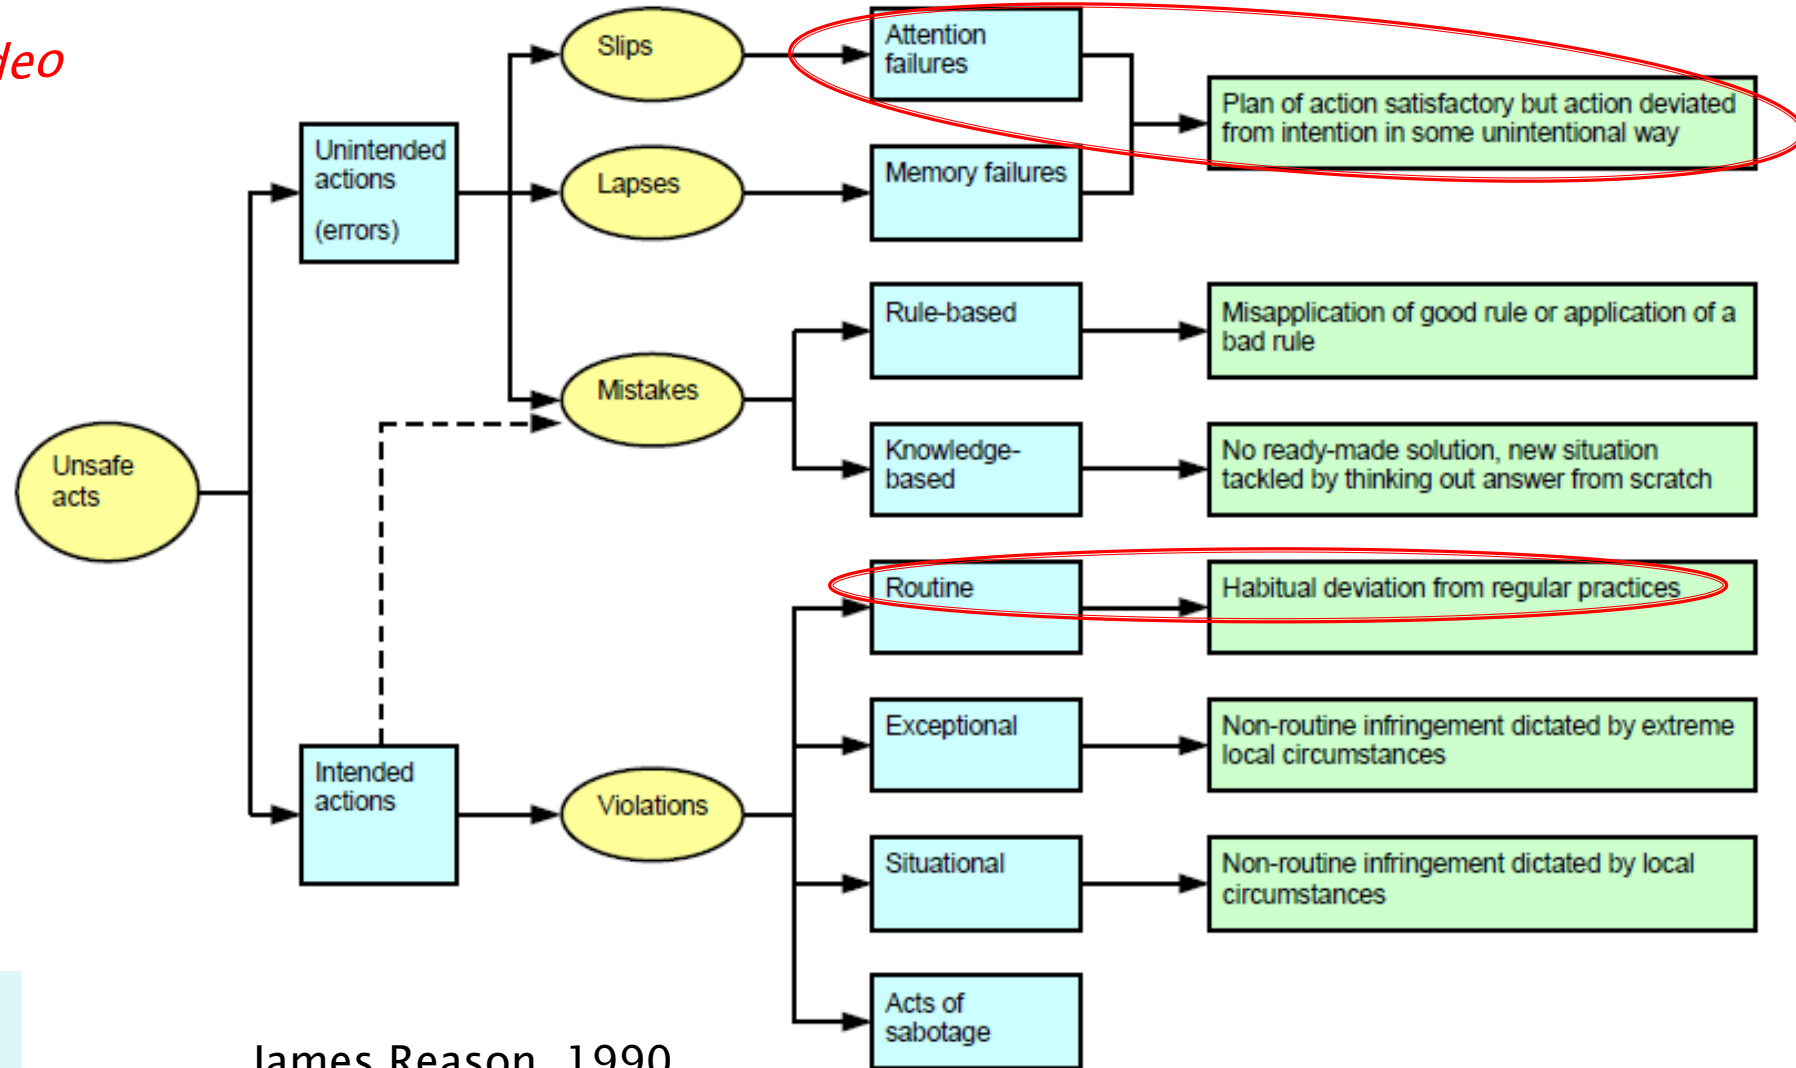 Slips
Attention
failures
Plan of action satisfactory but action deviated
from intention in some unintentional way
Unintended
actions
(errors)
Lapses
Memory failures
Rule-based
Misapplication of good rule or application of a
bad rule
Mistakes
Knowledge-
based
No ready-made solution, new situation
tackled by thinking out answer from scratch
Unsafe
acts
Routine
Habitual deviation from regular practices
Exceptional
Non-routine infringement dictated by extreme
local circumstances
Intended
actions
Violations
Situational
Non-routine infringement dictated by local
circumstances
Acts of
sabotage
James Reason, 1990